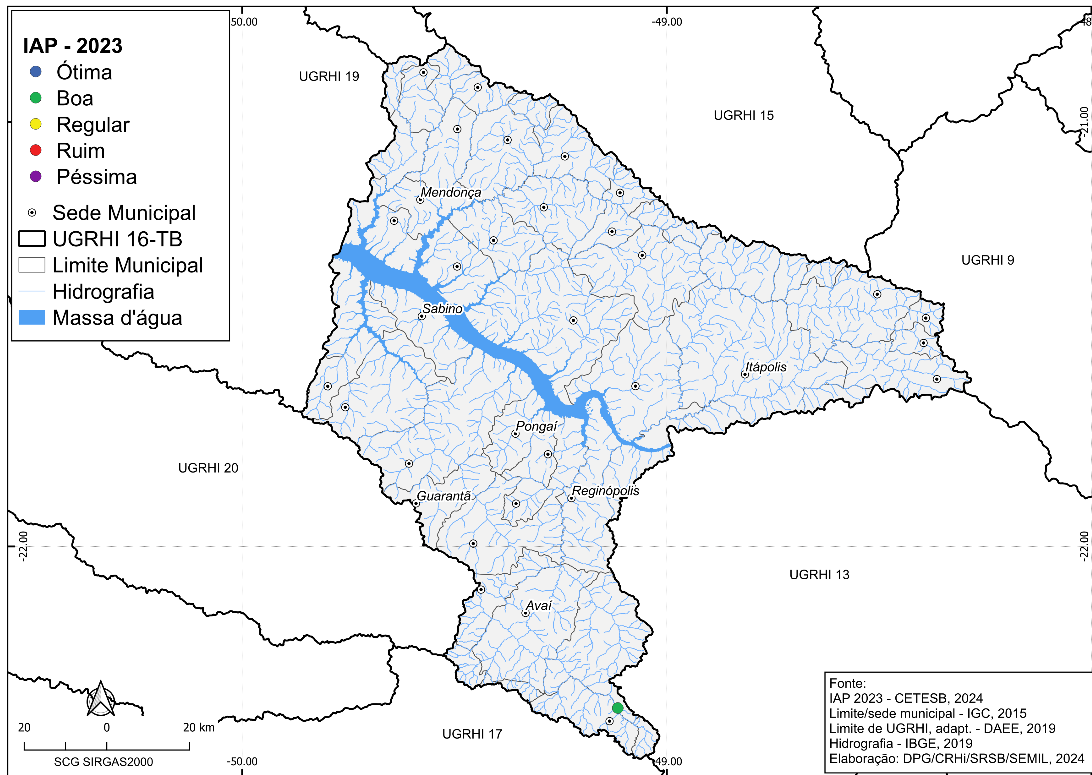 IAP - 2023
Ótima
Boa
Regular
Ruim
Péssima
Sede Municipal
UGRHI 16-TB
Limite Municipal
Hidrografia
Massa d'água
50.00
-49.00
-21.00
UGRHI 19
UGRHI 15
UGRHI 9
Mendonça
Sabino
Itápolis
Pongaí
UGRHI 20
Guarantã
Reginópolis
-22.00
-22.00
UGRHI 13
Avaí
UGRHI 17
20 0 20 km
SCG SIRGAS2000
-50.00
-49.00
Fonte:
IAP 2023 - CETESB, 2024
Limite/sede municipal - IGC, 2015
Limite de UGRHI, adapt. - DAEE, 2019
Hidrografia - IBGE, 2019
Elaboração: DPG/CRHi/SRSB/SEMIL, 2024